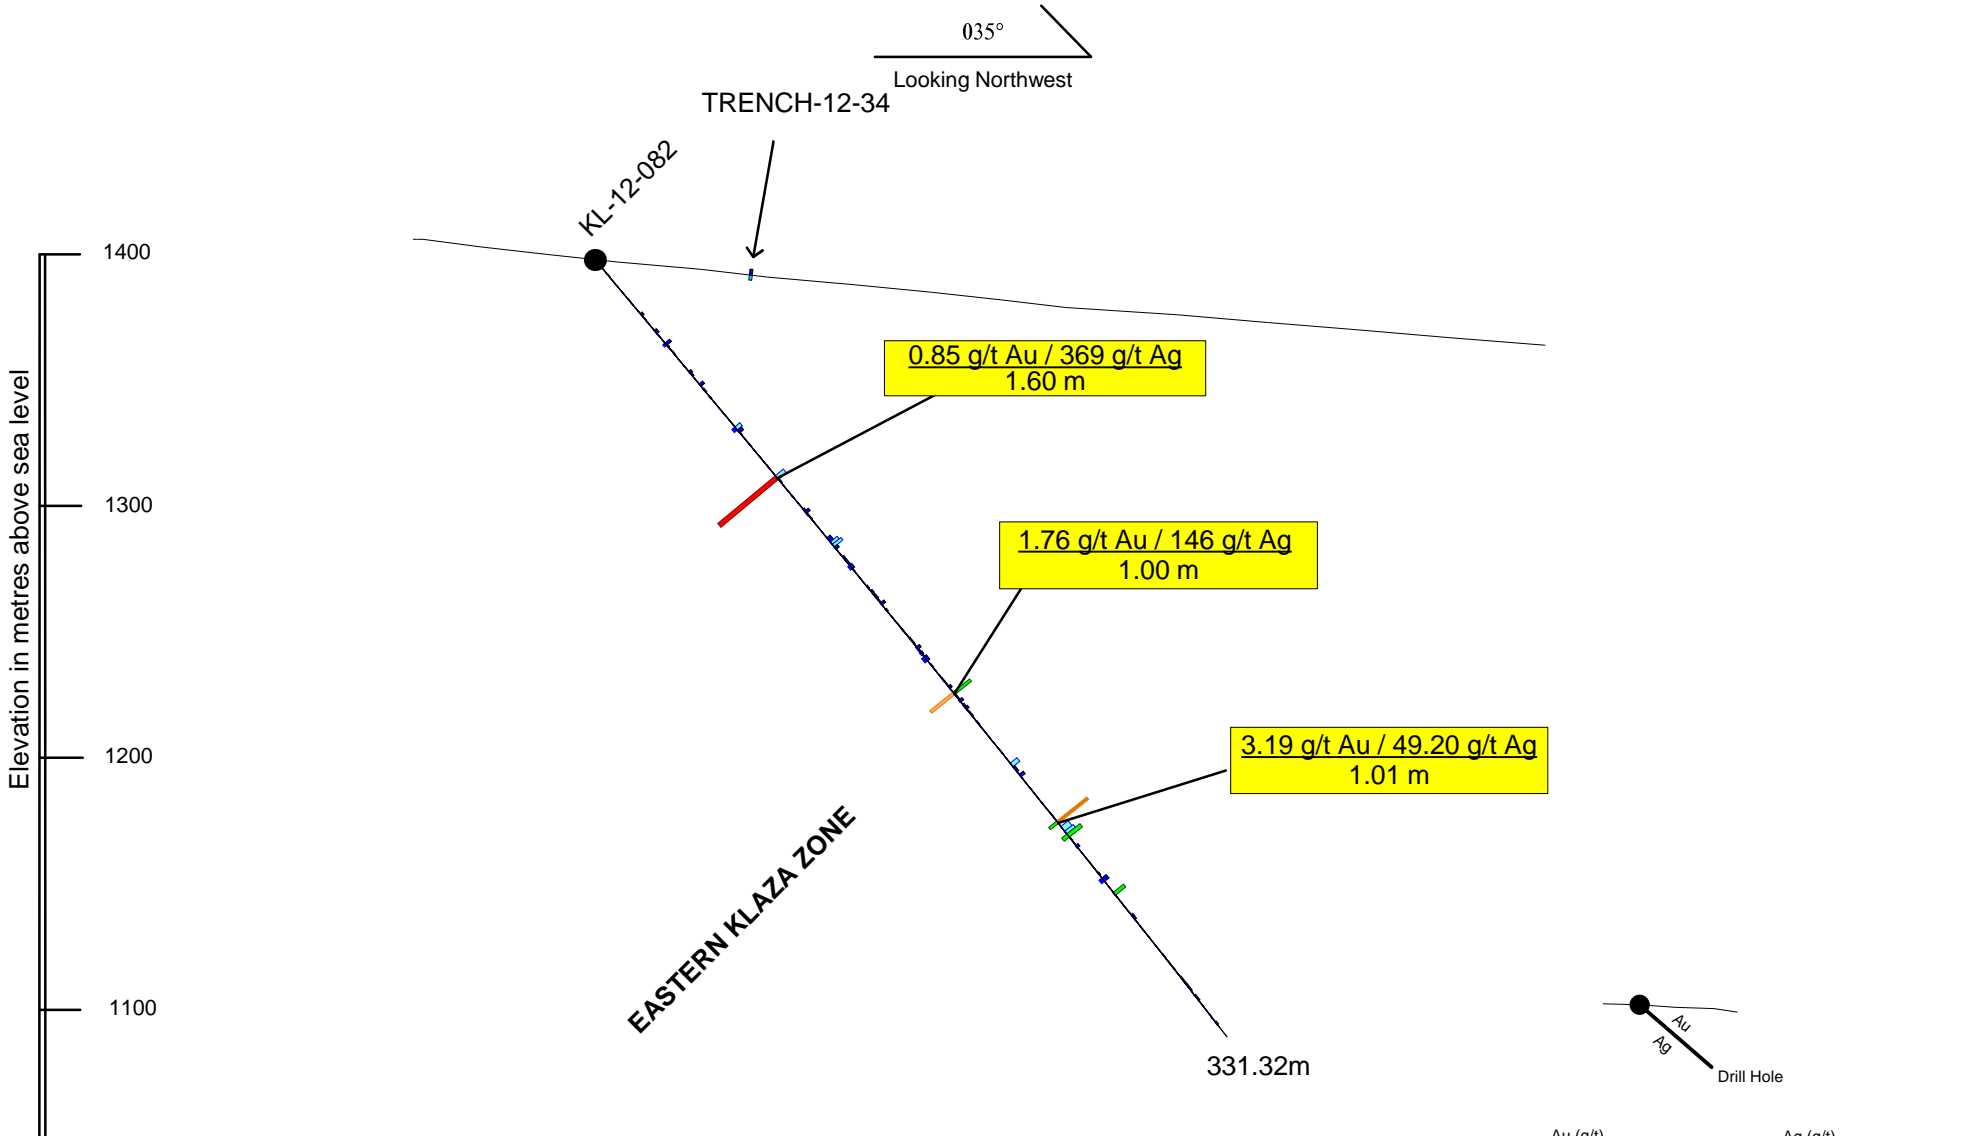 035°
Looking Northwest
TRENCH-12-34
KL-12-082
1400
0.85 g/t Au / 369 g/t Ag
1.60 m
Elevation in metres above sea level
1300
1.76 g/t Au / 146 g/t Ag
1.00 m
1200
3.19 g/t Au / 49.20 g/t Ag
1.01 m
EASTERN KLAZA ZONE
1100
331.32m
Au
Ag
Drill Hole
Au (g/t)
Ag (g/t)